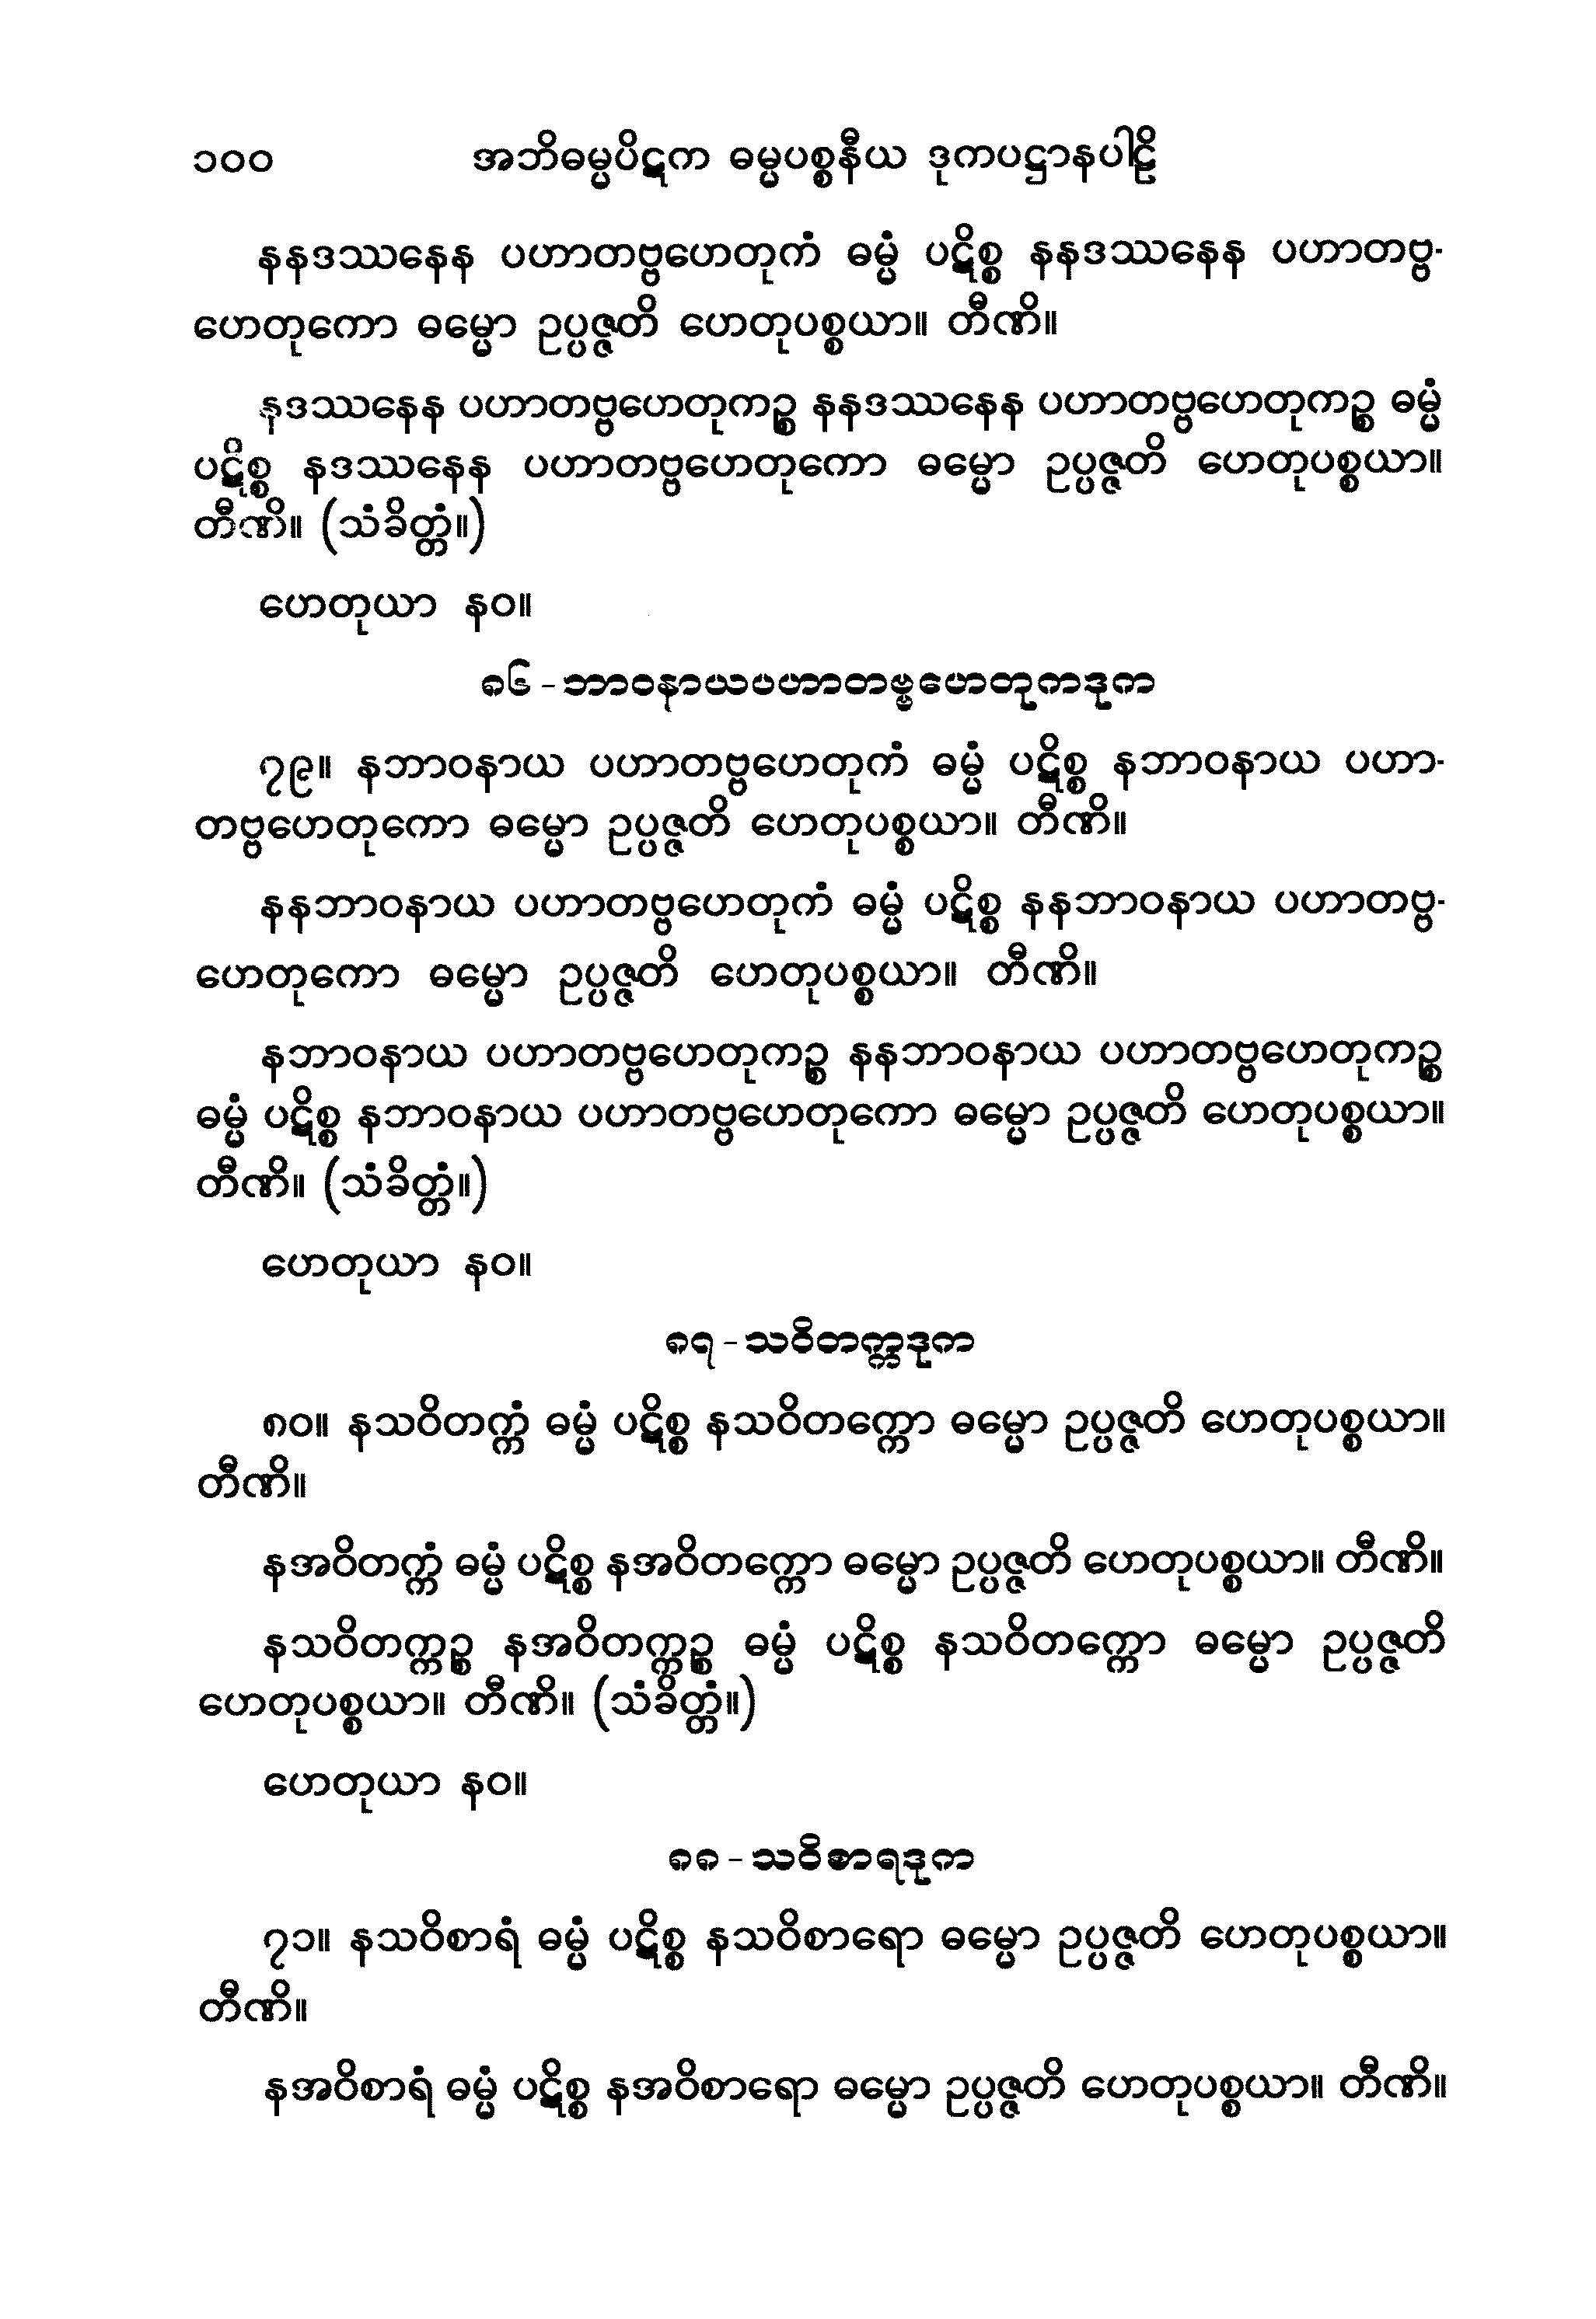 ၁၀၀ အဘိဓမ္မပိဋက ဓမ္မပစ္စနီယ ဒုကပဋ္ဌာနပါဠိ
နနဒဿနေန ပဟာတဗ္ဗဟေတုကံ ဓမ္မံ ပဋိစ္စ နနဒဿနေန ပဟာတဗ္ဗ-
ဟေတုကော ဓမ္မော ဥပ္ပဇ္ဇတိ ဟေတုပစ္စယာ။ တီဏိ။
နဒဿနေန ပဟာတဗ္ဗဟေတုကဉ္စ နနဒဿနေန ပဟာတဗ္ဗဟေတုကဉ္စ ဓမ္မံ
ပဋိစ္စ နဒဿနေန ပဟာတဗ္ဗဟေတုကော ဓမ္မော ဥပ္ပဇ္ဇတိ ဟေတုပစ္စယာ။
တီဏိ။ (သံခိတ္တံ။)
ဟေတုယာ နဝ။
၈၆-ဘာဝနာယပဟာတဗ္ဗဟေတုကဒုက
၇၉။ နဘာဝနာယ ပဟာတဗ္ဗဟေတုကံ ဓမ္မံ ပဋိစ္စ နဘာဝနာယ ပဟာ-
တဗ္ဗဟေတုကော ဓမ္မော ဥပ္ပဇ္ဇတိ ဟေတုပစ္စယာ။ တီဏိ။
နနဘာဝနာယ ပဟာတဗ္ဗဟေတုကံ ဓမ္မံ ပဋိစ္စ နနဘာဝနာယ ပဟာတဗ္ဗ-
ဟေတုကော ဓမ္မော ဥပ္ပဇ္ဇတိ ဟေတုပစ္စယာ။ တီဏိ။
နဘာဝနာယ ပဟာတဗ္ဗဟေတုကဉ္စ နနဘာဝနာယ ပဟာတဗ္ဗဟေတုကဉ္စ
ဓမ္မံ ပဋိစ္စ နဘာဝနာယ ပဟာတဗ္ဗဟေတုကော ဓမ္မော ဥပ္ပဇ္ဇတိ ဟေတုပစ္စယာ။
တီဏိ။ (သံခိတ္တံ။)
ဟေတုယာ နဝ။
၈၇-သဝိတက္ကဒုက
၈၀။ နသဝိတက္ကံ ဓမ္မံ ပဋိစ္စ နသဝိတက္ကော ဓမ္မော ဥပ္ပဇ္ဇတိ ဟေတုပစ္စယာ။
တီဏိ။
နအဝိတက္ကံ ဓမ္မံ ပဋိစ္စ နအဝိတက္ကော ဓမ္မော ဥပ္ပဇ္ဇတိ ဟေတုပစ္စယာ။ တီဏိ။
နသဝိတက္ကဉ္စ နအဝိတက္ကဉ္စ ဓမ္မံ ပဋိစ္စ နသဝိတက္ကော ဓမ္မော ဥပ္ပဇ္ဇတိ
ဟေတုပစ္စယာ။ တီဏိ။ (သံခိတ္တံ။)
ဟေတုယာ နဝ။
၈၈-သဝိစာရဒုက
၇၁။ နသဝိစာရံ ဓမ္မံ ပဋိစ္စ နသဝိစာရော ဓမ္မော ဥပ္ပဇ္ဇတိ ဟေတုပစ္စယာ။
တီဏိ။
နအဝိစာရံ ဓမ္မံ ပဋိစ္စ နအဝိစာရော ဓမ္မော ဥပ္ပဇ္ဇတိ ဟေတုပစ္စယာ။ တီဏိ။